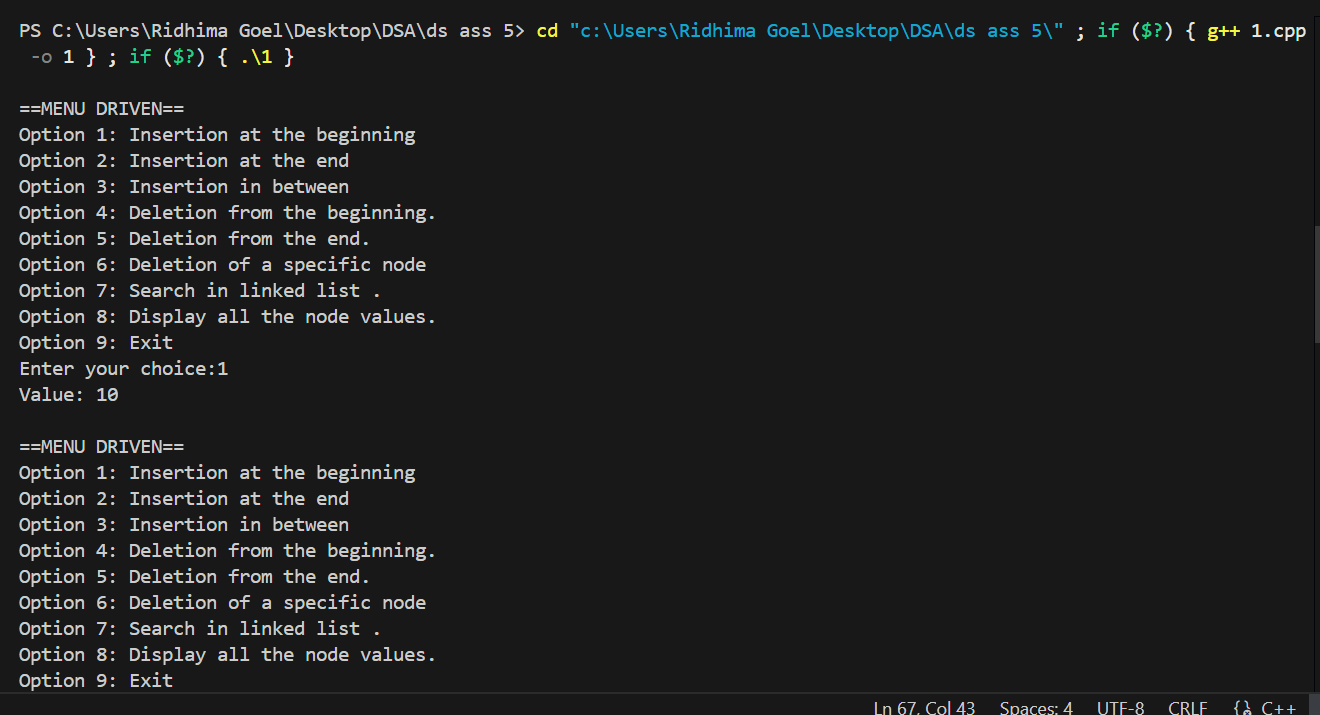 PS C:\Users\Ridhima Goel\Desktop\DSA\ds ass 5> cd "c:\Users\Ridhima Goel\Desktop\DSA\ds ass 5\" ; if ($?) { g++ 1.cpp
-o 1 } ; if ($?) { .\1 }
==MENU DRIVEN==
Option 1: Insertion at the beginning
Option 2: Insertion at the end
Option 3: Insertion in between
Option 4: Deletion from the beginning.
Option 5: Deletion from the end.
Option 6: Deletion of a specific node
Option 7: Search in linked list .
Option 8: Display all the node values.
Option 9: Exit
Enter your choice:1
Value: 10
==MENU DRIVEN==
Option 1: Insertion at the beginning
Option 2: Insertion at the end
Option 3: Insertion in between
Option 4: Deletion from the beginning.
Option 5: Deletion from the end.
Option 6: Deletion of a specific node
Option 7: Search in linked list .
Option 8: Display all the node values.
Option 9: Exit
Ln 67, Col 43 Spaces: 4 UTF-8 CRLF {} C++